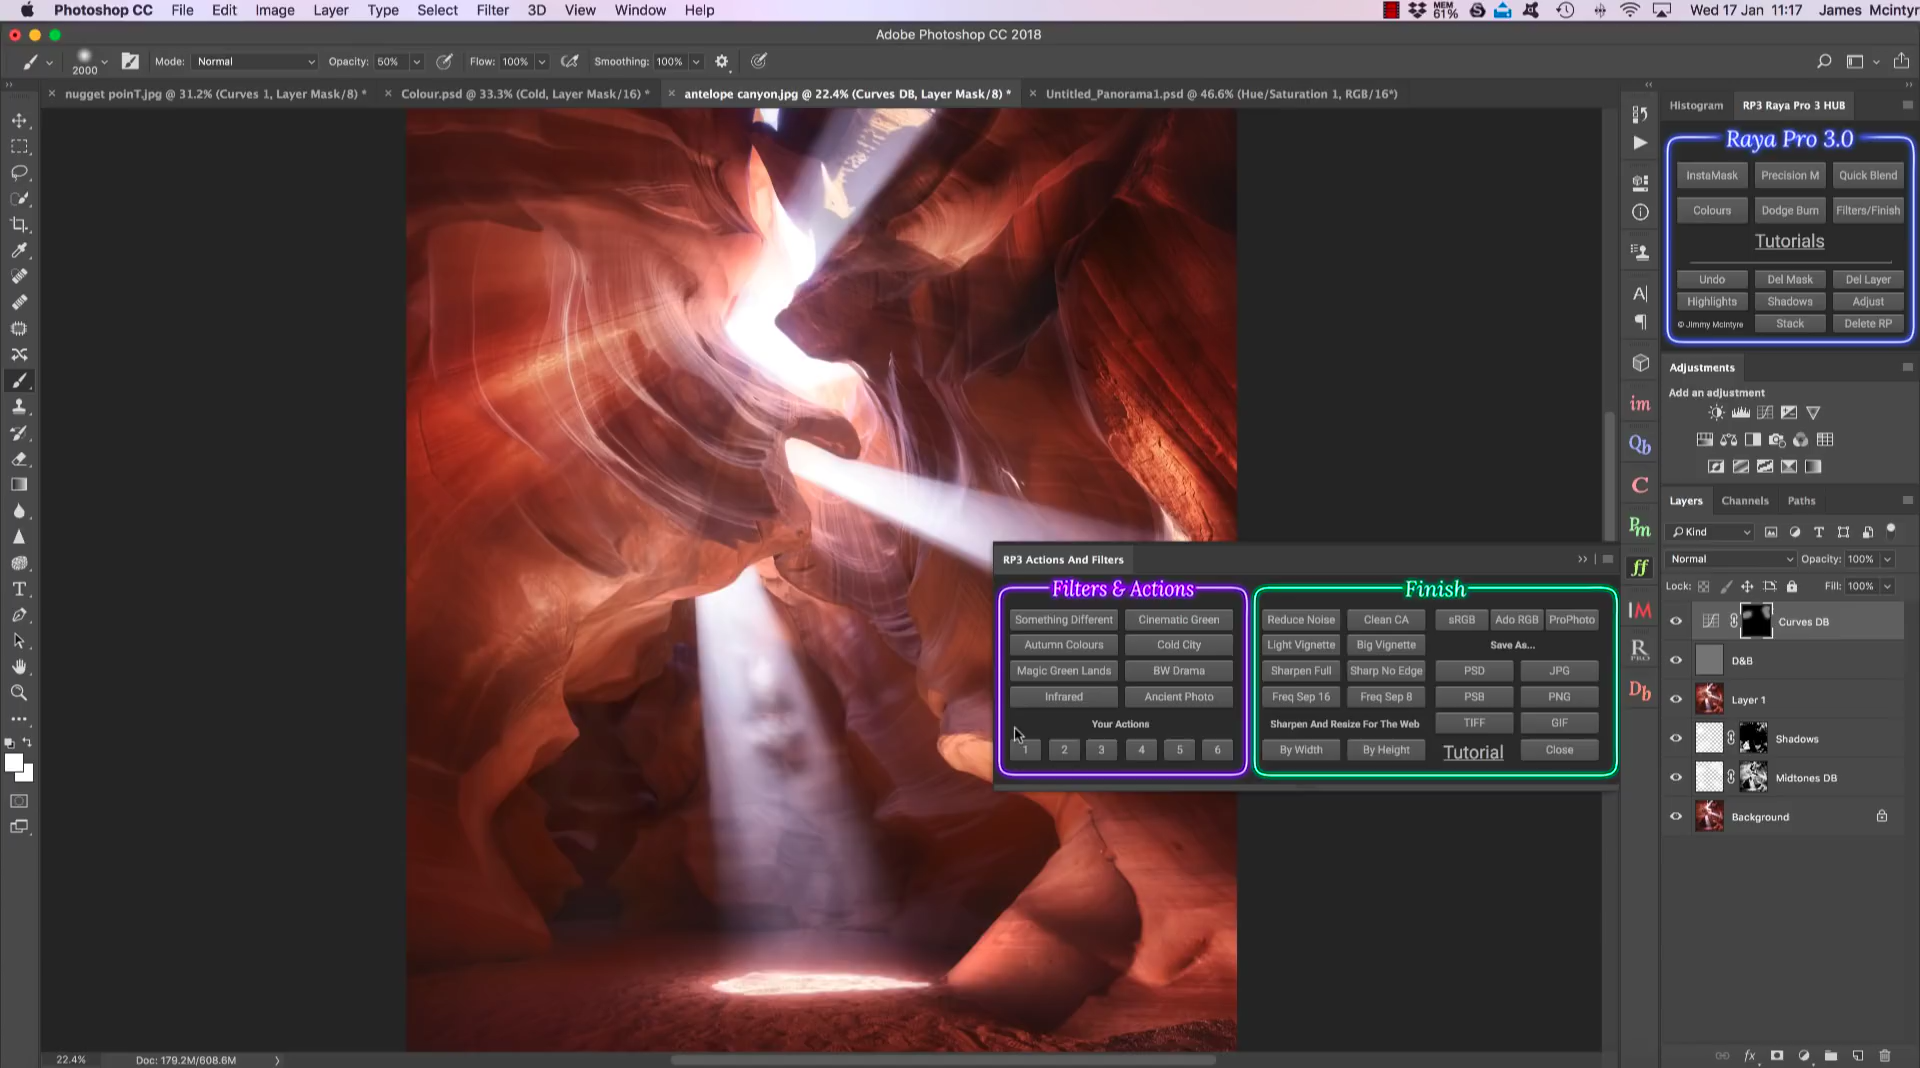 Photoshop CC File Edit Image Layer Type Select Filter 3D View Window Help MEM 61% Wed 17 Jan 11:17 James Mcintyr
Adobe Photoshop CC 2018
2000 Mode: Normal Opacity: 50% Flow: 100% Smoothing: 100%
nugget poinT.jpg @ 31.2% (Curves 1, Layer Mask/8) * Colour.psd @ 33.3% (Cold, Layer Mask/16) * antelope canyon.jpg @ 22.4% (Curves DB, Layer Mask/8) * Untitled_Panorama1.psd @ 46.6% (Hue/Saturation 1, RGB/16*)
Histogram RP3 Raya Pro 3 HUB
Raya Pro 3.0
InstaMask Precision M Quick Blend
Colours Dodge Burn Filters/Finish
Tutorials
Undo Del Mask Del Layer
Highlights Shadows Adjust
© Jimmy McIntyre Stack Delete RP
Adjustments
Add an adjustment
im
Qb
C
Pm
ff
IM
R
PRO
Db
Layers Channels Paths
Kind
Normal Opacity: 100%
Lock: Fill: 100%
Curves DB
D&B
Layer 1
Shadows
Midtones DB
Background
RP3 Actions And Filters
Filters & Actions
Something Different Cinematic Green
Autumn Colours Cold City
Magic Green Lands BW Drama
Infrared Ancient Photo
Your Actions
1 2 3 4 5 6
Finish
Reduce Noise Clean CA sRGB Ado RGB ProPhoto
Light Vignette Big Vignette Save As...
Sharpen Full Sharp No Edge PSD JPG
Freq Sep 16 Freq Sep 8 PSB PNG
Sharpen And Resize For The Web TIFF GIF
By Width By Height Tutorial Close
22.4% Doc: 179.2M/608.6M
fx